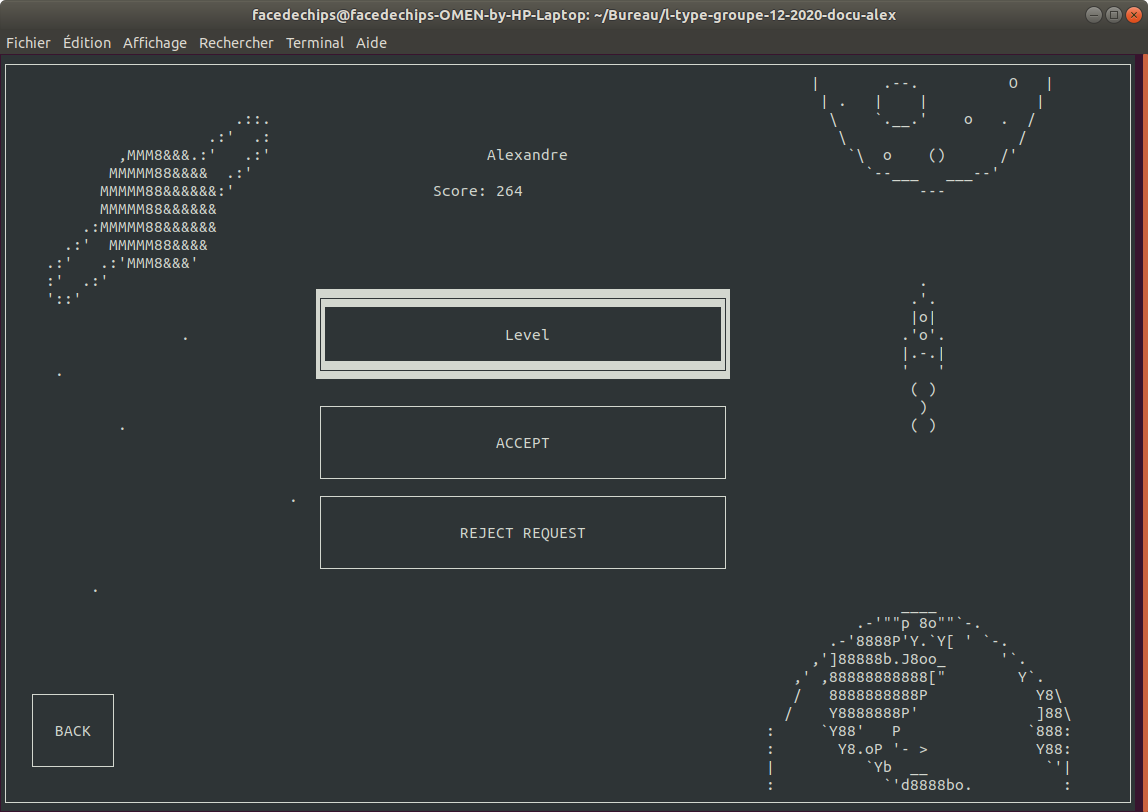 facedechips@facedechips-OMEN-by-HP-Laptop: ~/Bureau/l-type-groupe-12-2020-docu-alex
Fichier Édition Affichage Rechercher Terminal Aide
Alexandre
Score: 264
Level
ACCEPT
REJECT REQUEST
BACK